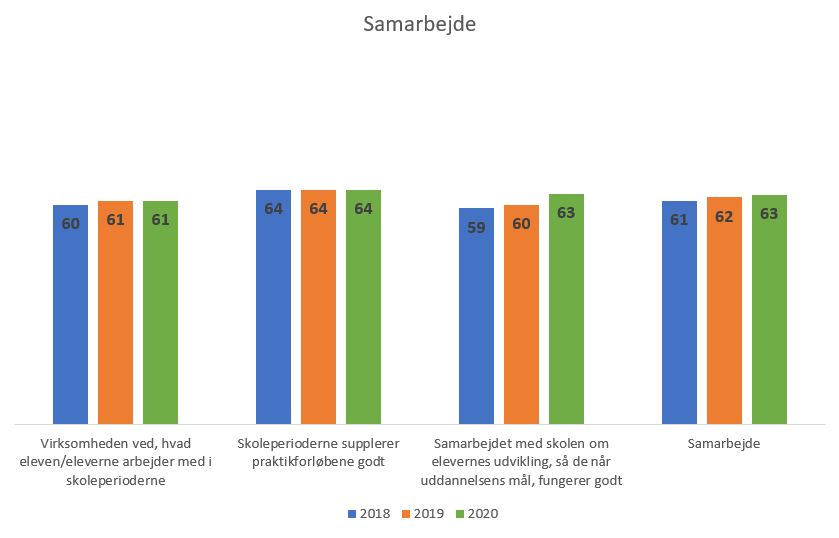 Samarbejde
60
61
61
64
64
64
59
60
63
61
62
63
Virksomheden ved, hvad
eleven/eleverne arbejder med i
skoleperioderne
Skoleperioderne supplerer
praktikforløbene godt
Samarbejdet med skolen om
elevernes udvikling, så de når
uddannelsens mål, fungerer godt
Samarbejde
2018
2019
2020